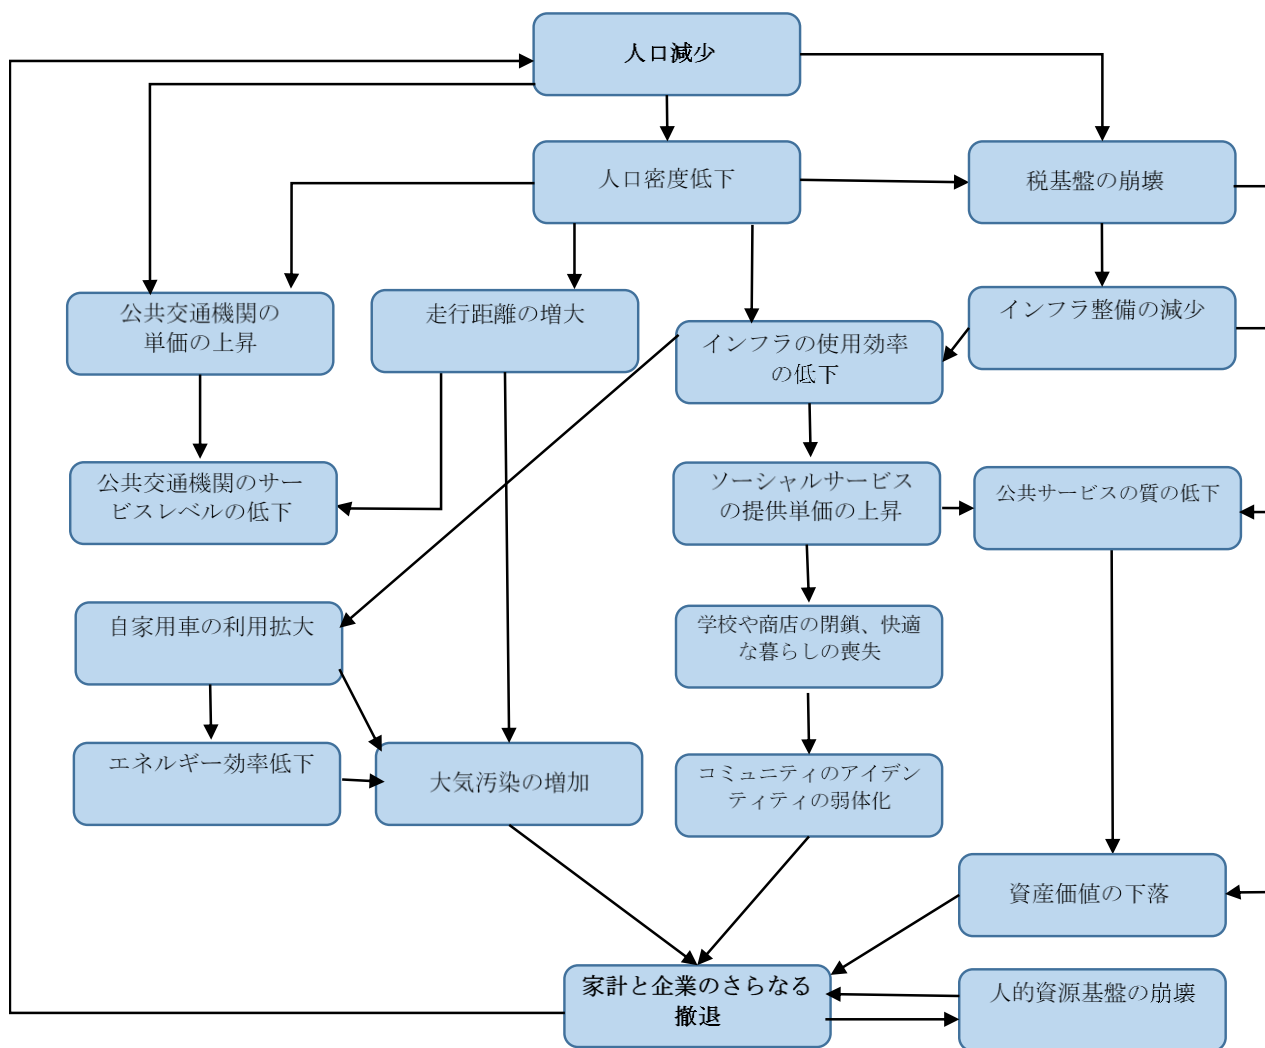 人口減少
人口密度低下
税基盤の崩壊
公共交通機関の
単価の上昇
走行距離の増大
インフラの使用効率
の低下
インフラ整備の減少
公共交通機関のサー
ビスレベルの低下
ソーシャルサービス
の提供単価の上昇
公共サービスの質の低下
自家用車の利用拡大
学校や商店の閉鎖、快適
な暮らしの喪失
エネルギー効率低下
大気汚染の増加
コミュニティのアイデン
ティティの弱体化
資産価値の下落
家計と企業のさらなる
撤退
人的資源基盤の崩壊